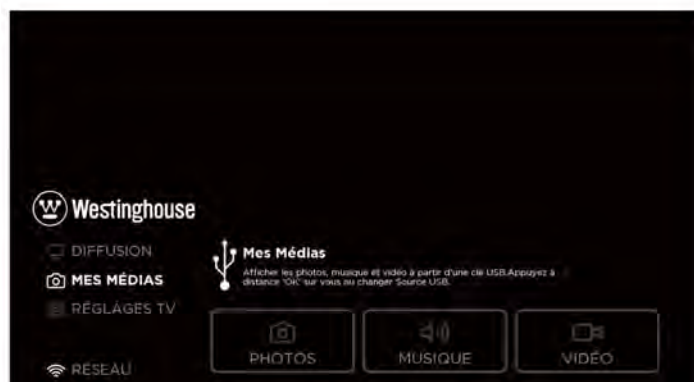 Westinghouse
DIFFUSION
MES MÉDIAS
RÉGLAGES TV
RÉSEAU
Mes Médias
Afficher les photos, musique et vidéo à partir d'une clé USB.Appuyez à
distance "OK" sur vous au changer Source USB.
PHOTOS
MUSIQUE
VIDÉO